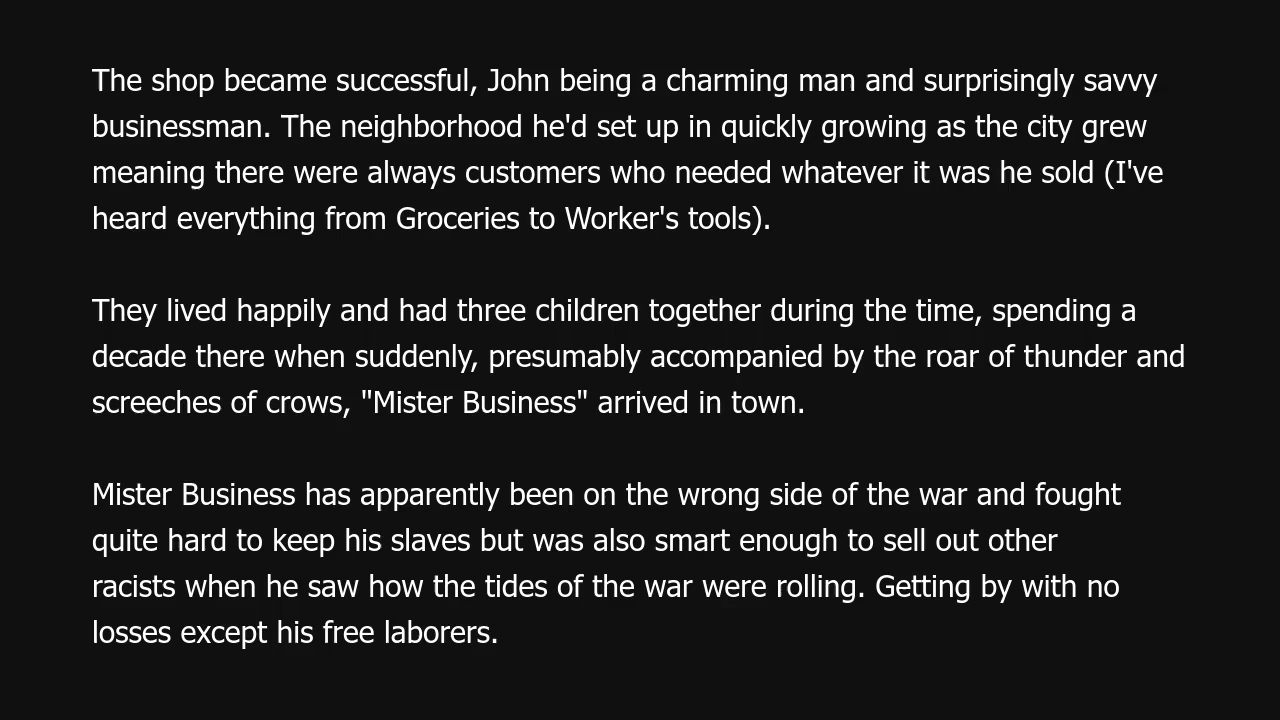 The shop became successful, John being a charming man and surprisingly savvy
businessman. The neighborhood he'd set up in quickly growing as the city grew
meaning there were always customers who needed whatever it was he sold (I've
heard everything from Groceries to Worker's tools).
They lived happily and had three children together during the time, spending a
decade there when suddenly, presumably accompanied by the roar of thunder and
screeches of crows, "Mister Business" arrived in town.
Mister Business has apparently been on the wrong side of the war and fought
quite hard to keep his slaves but was also smart enough to sell out other
racists when he saw how the tides of the war were rolling. Getting by with no
losses except his free laborers.